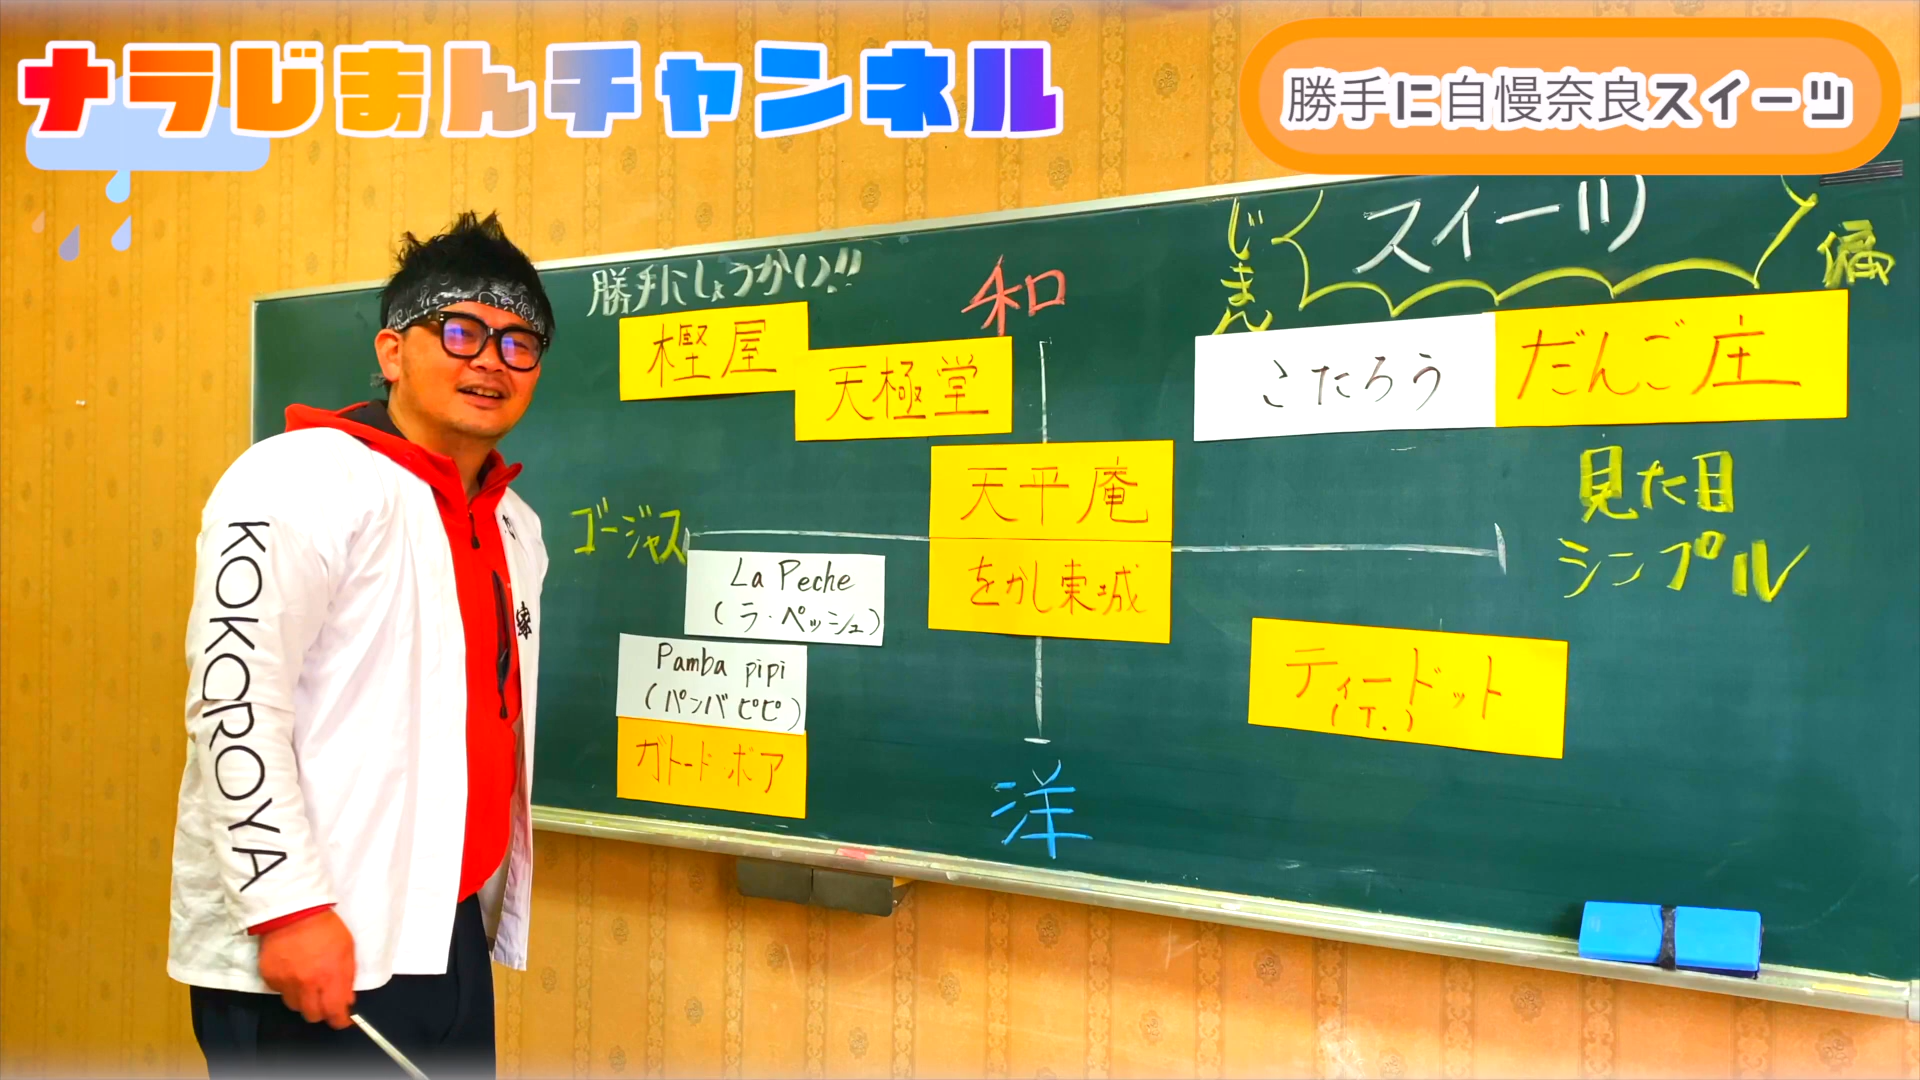 ナラじまんチャンネル
勝手に自慢奈良スイーツ
じまん
スイーツ
編
勝手にしょうかい!!
和
樫屋
天極堂
こたろう
だんご庄
天平庵
をかし東城
見た目
シンプル
ゴージャス
La Peche
(ラ・ペッシュ)
Pamba pipi
(パンバ ピピ)
ガトード・ボア
ティードット
(T.)
洋
KOKOROYA
家